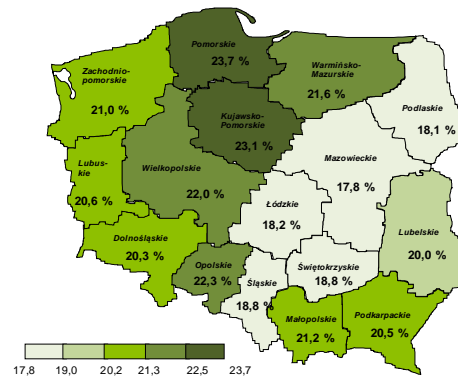 Pomorskie
23,7 %
Zachodnio-
pomorskie
21,0 %
Warmińsko-
Mazurskie
21,6 %
Podlaskie
18,1 %
Kujawsko-
Pomorskie
23,1 %
Lubus-
kie
20,6 %
Wielkopolskie
22,0 %
Mazowieckie
17,8 %
Łódzkie
18,2 %
Lubelskie
20,0 %
Dolnośląskie
20,3 %
Opolskie
22,3 %
Śląskie
18,8 %
Świętokrzyskie
18,8 %
Małopolskie
21,2 %
Podkarpackie
20,5 %
17,8 19,0 20,2 21,3 22,5 23,7